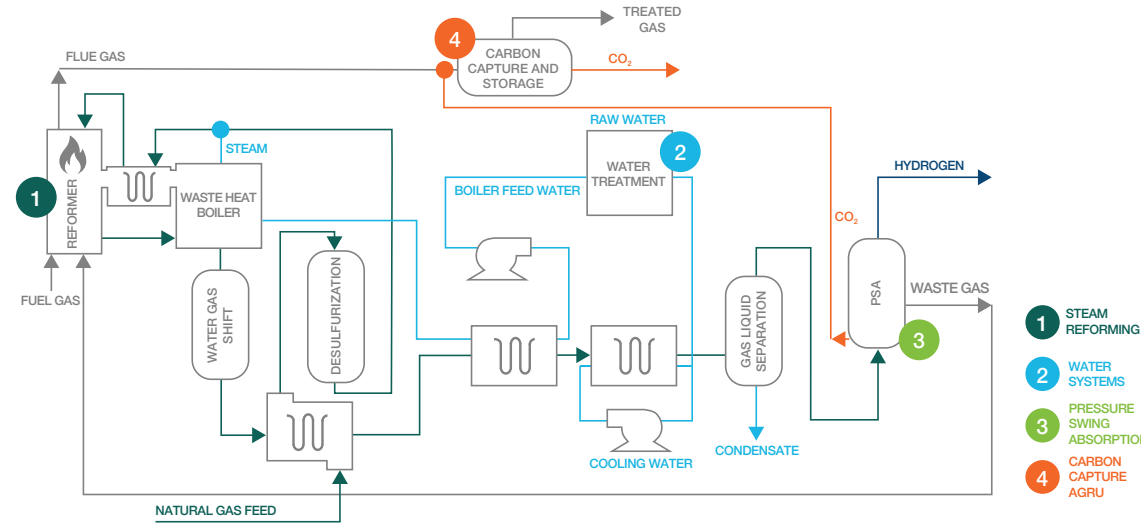 TREATED
GAS
4
CARBON
CAPTURE AND
STORAGE
CO₂
FLUE GAS
RAW WATER
2
WATER
TREATMENT
STEAM
BOILER FEED WATER
HYDROGEN
1
REFORMER
WASTE HEAT
BOILER
CO₂
FUEL GAS
WATER GAS
SHIFT
DESULFURIZATION
GAS LIQUID
SEPARATION
PSA
WASTE GAS
3
COOLING WATER
CONDENSATE
NATURAL GAS FEED
1
STEAM
REFORMING
2
WATER
SYSTEMS
3
PRESSURE
SWING
ABSORPTION
4
CARBON
CAPTURE
AGRU